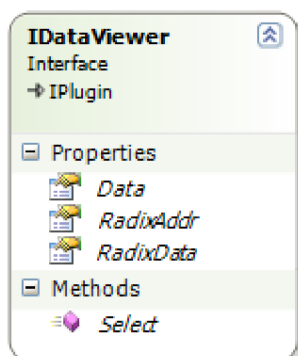 IDataViewer
Interface
IPlugin
Properties
Data
RadixAddr
RadixData
Methods
Select